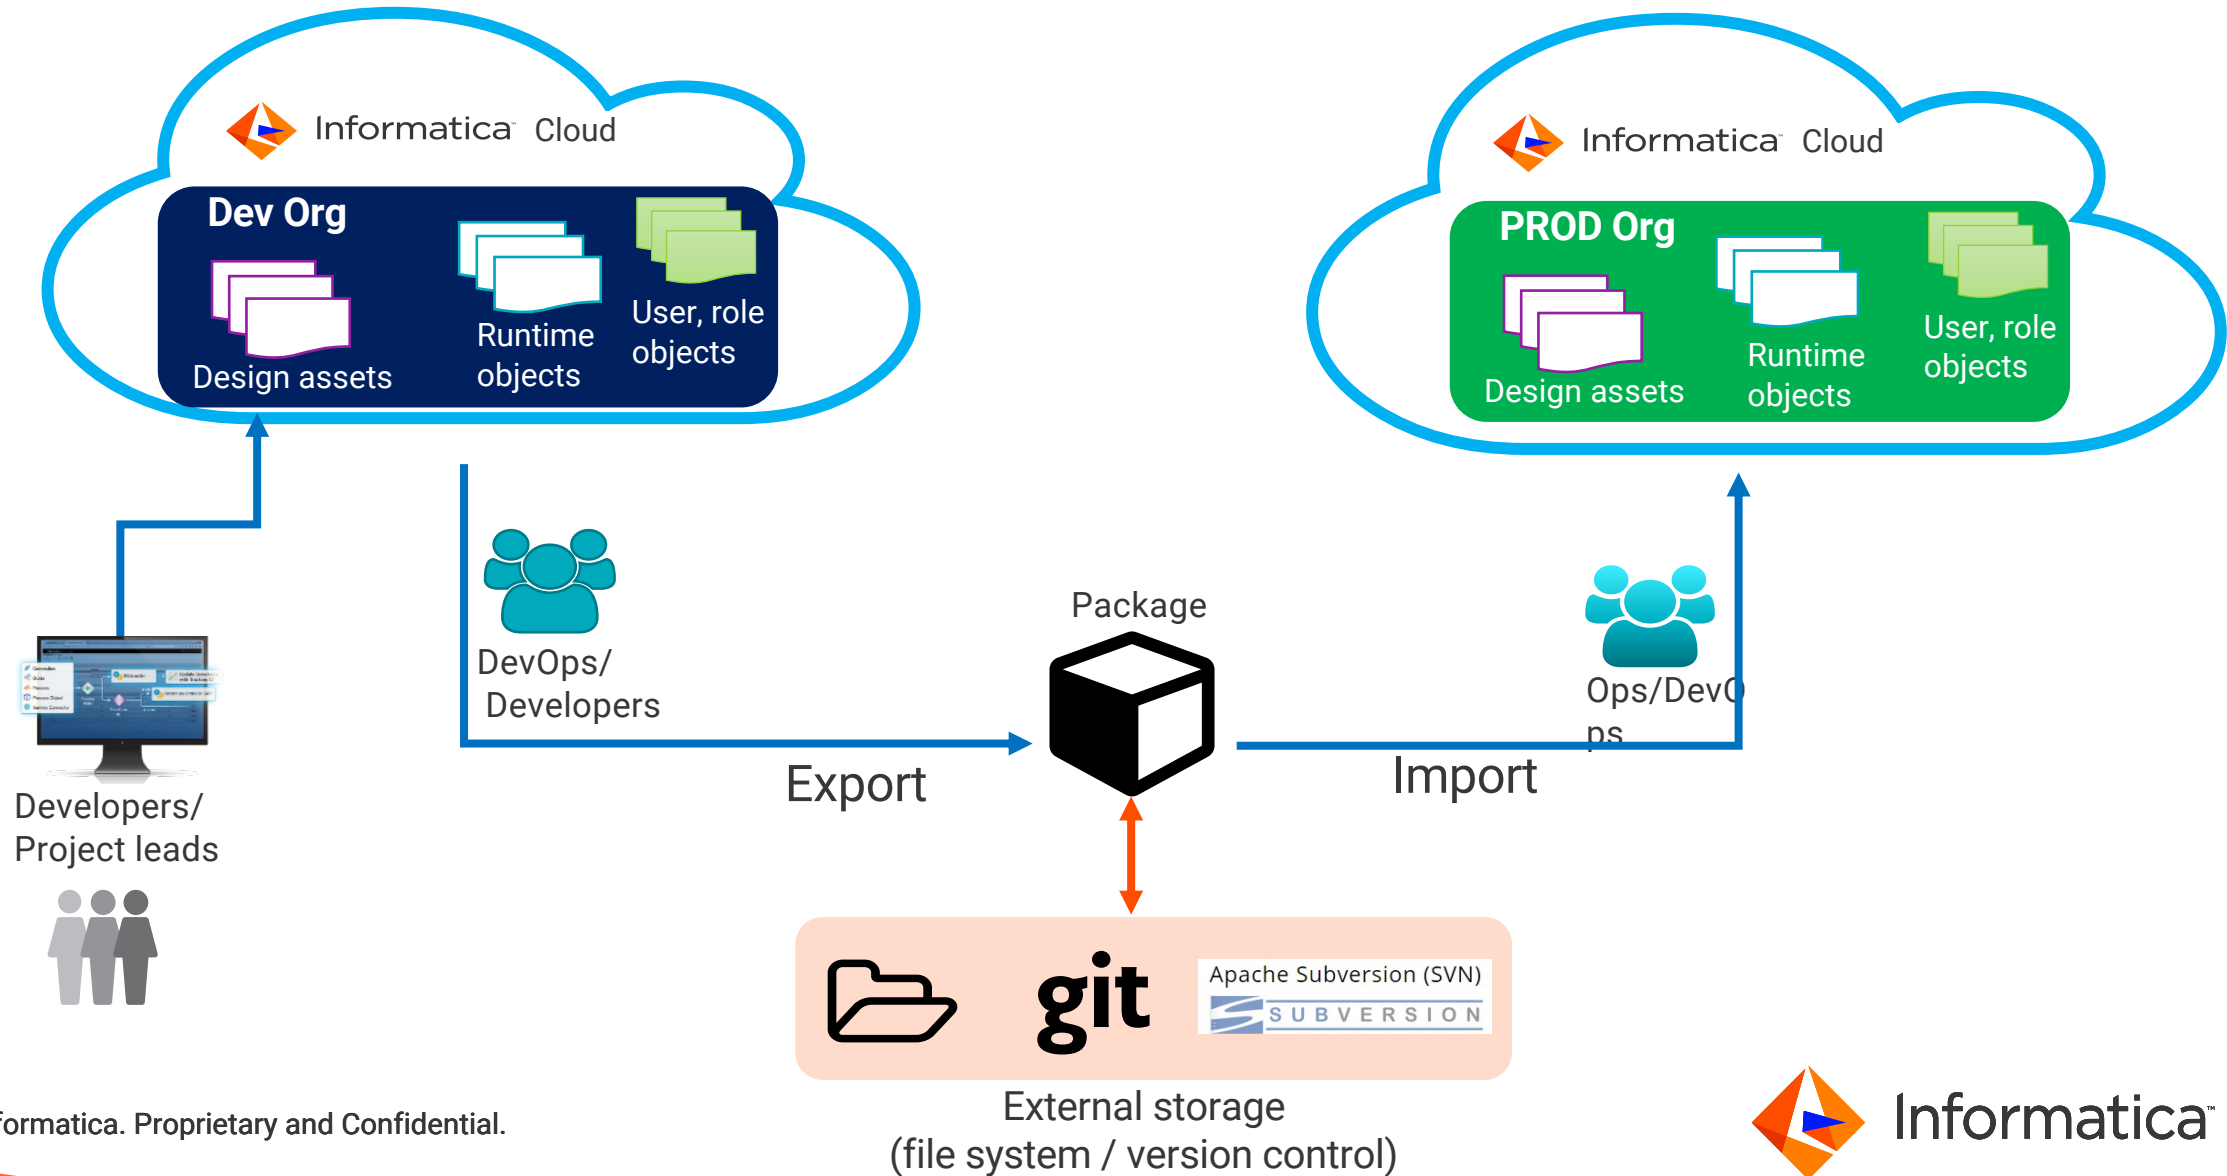 Informatica Cloud
Dev Org
Design assets
Runtime
objects
User, role
objects
Informatica Cloud
PROD Org
Design assets
Runtime
objects
User, role
objects
DevOps/
Developers
Package
Ops/DevO
ps
Export
Import
Developers/
Project leads
git
Apache Subversion (SVN)
SUBVERSION
External storage
(file system / version control)
formatica. Proprietary and Confidential.
Informatica